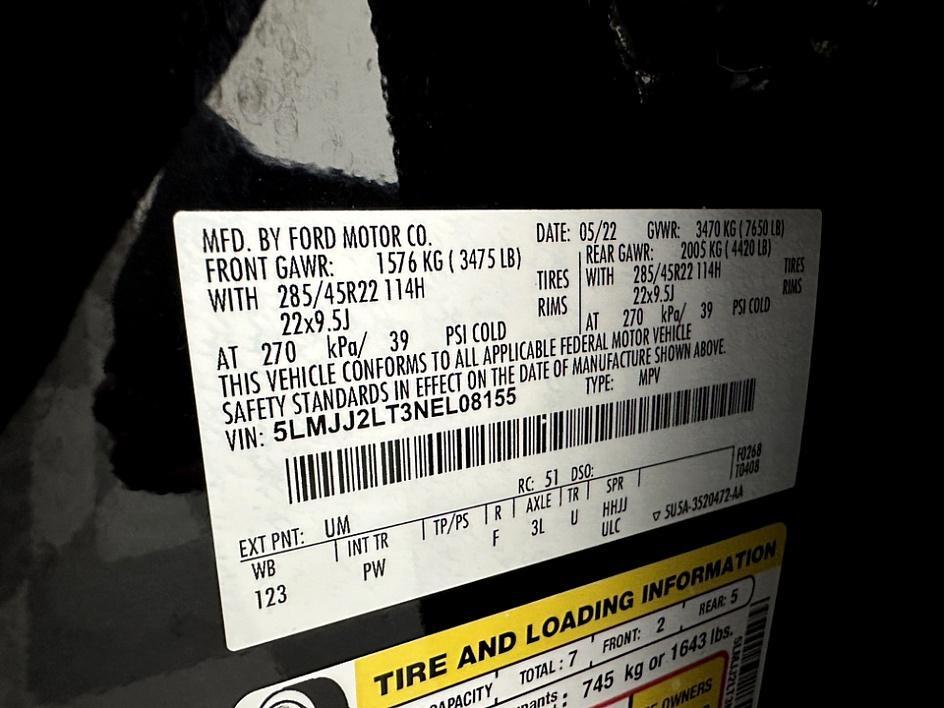 MFD. BY FORD MOTOR CO. DATE: 05/22 GVWR: 3470 KG ( 7650 LB)
FRONT GAWR: 1576 KG ( 3475 LB) REAR GAWR: 2005 KG ( 4420 LB)
WITH 285/45R22 114H TIRES WITH 285/45R22 114H TIRES
22x9.5J RIMS 22x9.5J RIMS
AT 270 kPa/ 39 PSI COLD AT 270 kPa/ 39 PSI COLD
THIS VEHICLE CONFORMS TO ALL APPLICABLE FEDERAL MOTOR VEHICLE
SAFETY STANDARDS IN EFFECT ON THE DATE OF MANUFACTURE SHOWN ABOVE.
VIN: 5LMJJ2LT3NEL08155 TYPE: MPV
F0268
T0408
EXT PNT: UM RC: 51 DSO:
WB INT TR TP/PS R AXLE TR SPR
123 PW F 3L U HHJJ
ULC ▽ 5U5A-3520472-AA
TIRE AND LOADING INFORMATION
TOTAL : 7 FRONT: 2 REAR: 5
745 kg or 1643 lbs.
OWNERS